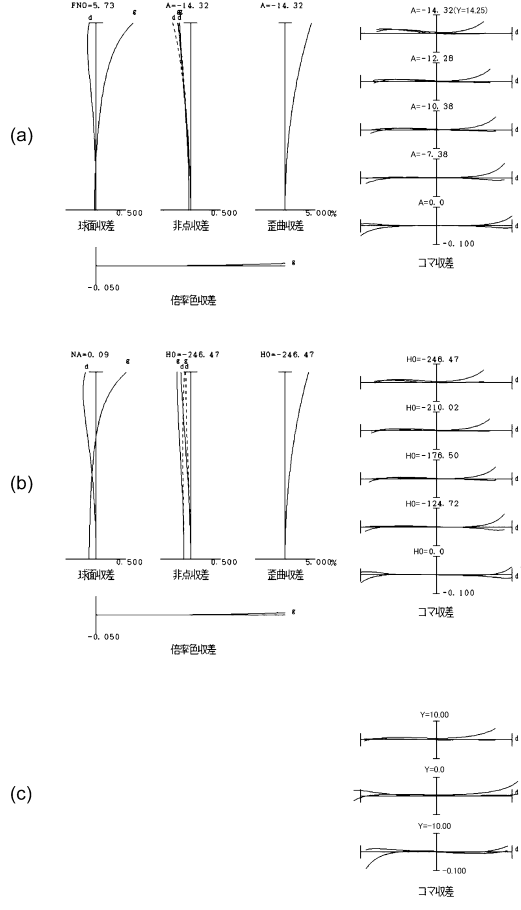 FNO=5.73 A=-14.32 A=-14.32 A=-14.32(Y=14.25)
d g d g d d
A=-12.28
d
(a)
A=-10.38
d
A=-7.38
d
A=0.0
0.500 0.500 5.000% d
球面収差 非点収差 歪曲収差 -0.100
コマ収差
g
-0.050
倍率色収差
NA=0.09 H0=-246.47 H0=-246.47 H0=-246.47
d g g d g d d
H0=-210.02
d
(b)
H0=-176.50
d
H0=-124.72
d
H0=0.0
0.500 0.500 5.000% d
球面収差 非点収差 歪曲収差 -0.100
コマ収差
g
-0.050
倍率色収差
Y=10.00
d
Y=0.0
(c) d
Y=-10.00
d
-0.100
コマ収差